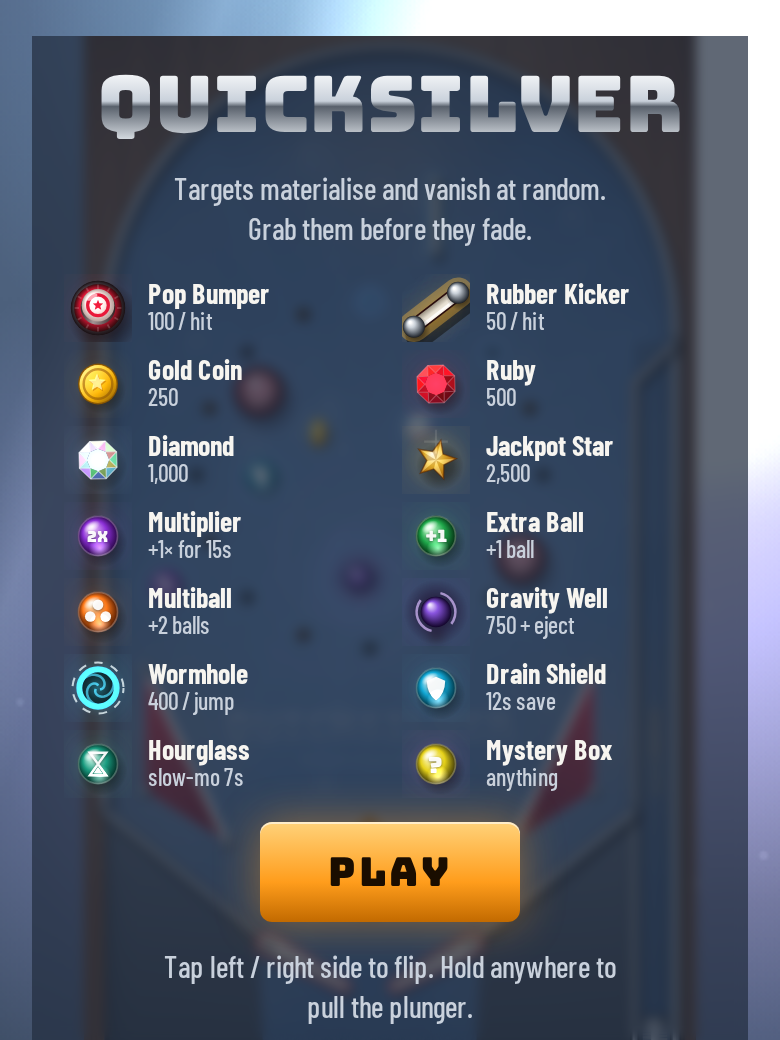 QUICKSILVER
Targets materialise and vanish at random.
Grab them before they fade.
Pop Bumper
100 / hit
Rubber Kicker
50 / hit
Gold Coin
250
Ruby
500
Diamond
1,000
Jackpot Star
2,500
2X
Multiplier
+1× for 15s
+1
Extra Ball
+1 ball
Multiball
+2 balls
Gravity Well
750 + eject
Wormhole
400 / jump
Drain Shield
12s save
Hourglass
slow-mo 7s
?
Mystery Box
anything
PLAY
Tap left / right side to flip. Hold anywhere to
pull the plunger.